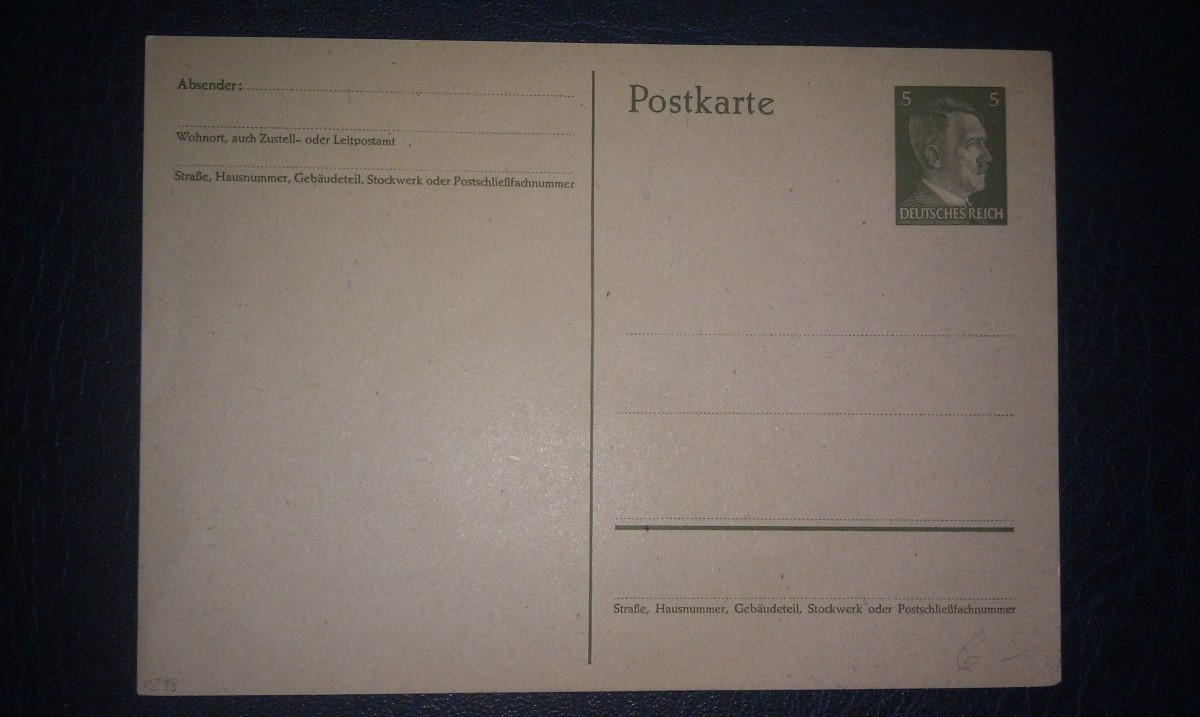 Absender:
Wohnort, auch Zustell- oder Leitpostamt
Straße, Hausnummer, Gebäudeteil, Stockwerk oder Postschließfachnummer
Postkarte
5 5
DEUTSCHES REICH
Straße, Hausnummer, Gebäudeteil, Stockwerk oder Postschließfachnummer
6 –